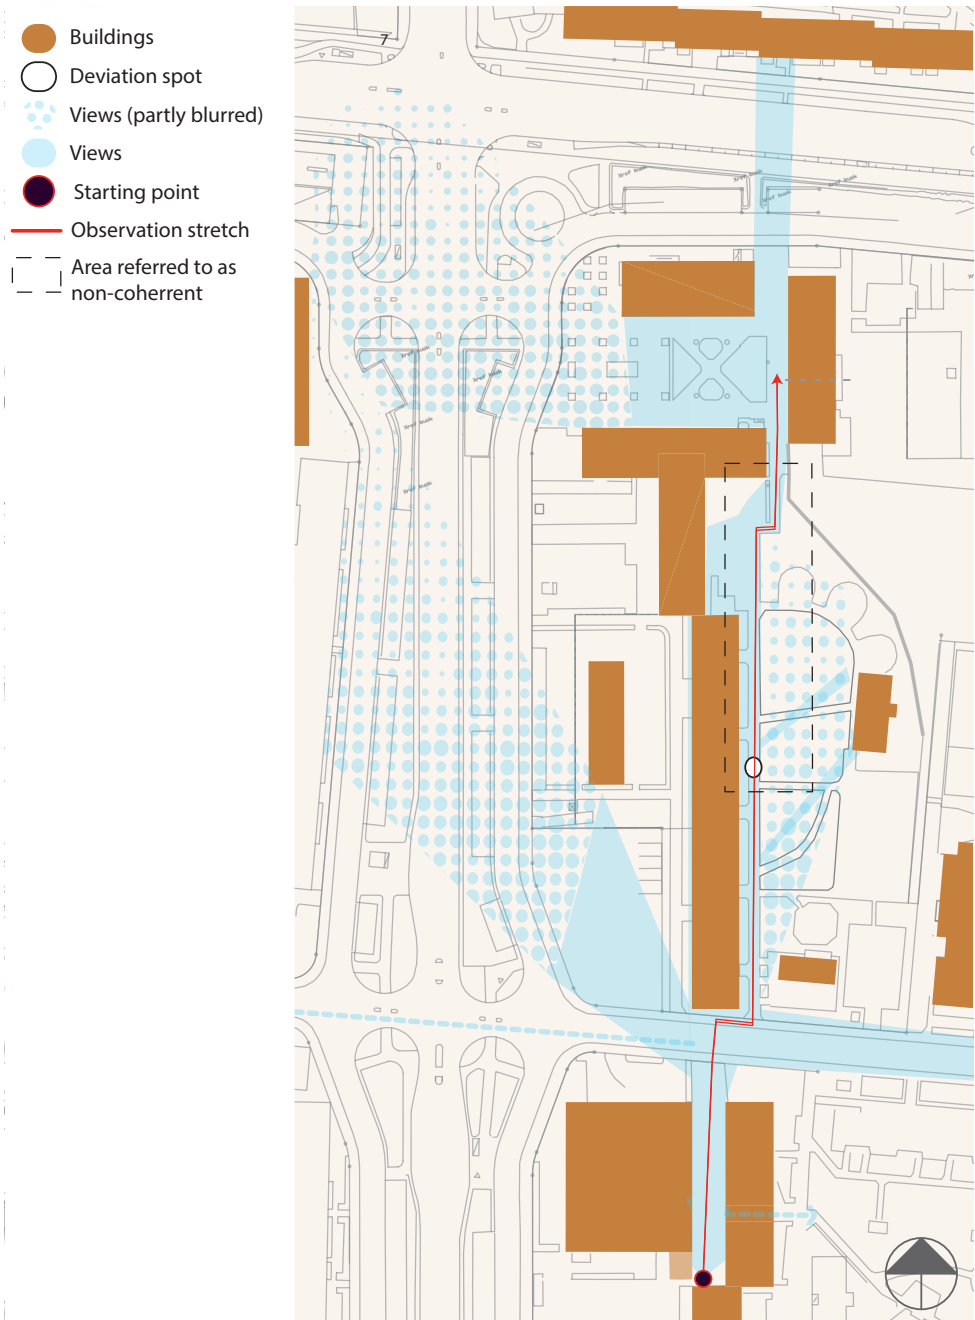 Buildings
Deviation spot
Views (partly blurred)
Views
Starting point
Observation stretch
Area referred to as
non-coherrent
7